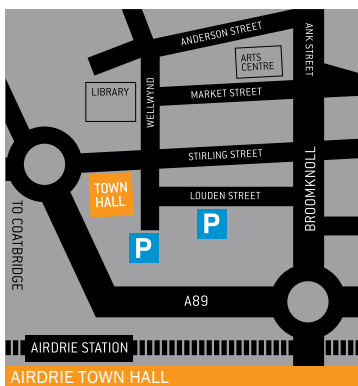 ANDERSON STREET
ANK STREET
ARTS
CENTRE
LIBRARY
WELLWYND
MARKET STREET
STIRLING STREET
TOWN
HALL
LOUDEN STREET
BROOMKNOLL
TO COATBRIDGE
P
P
A89
AIRDRIE STATION
AIRDRIE TOWN HALL